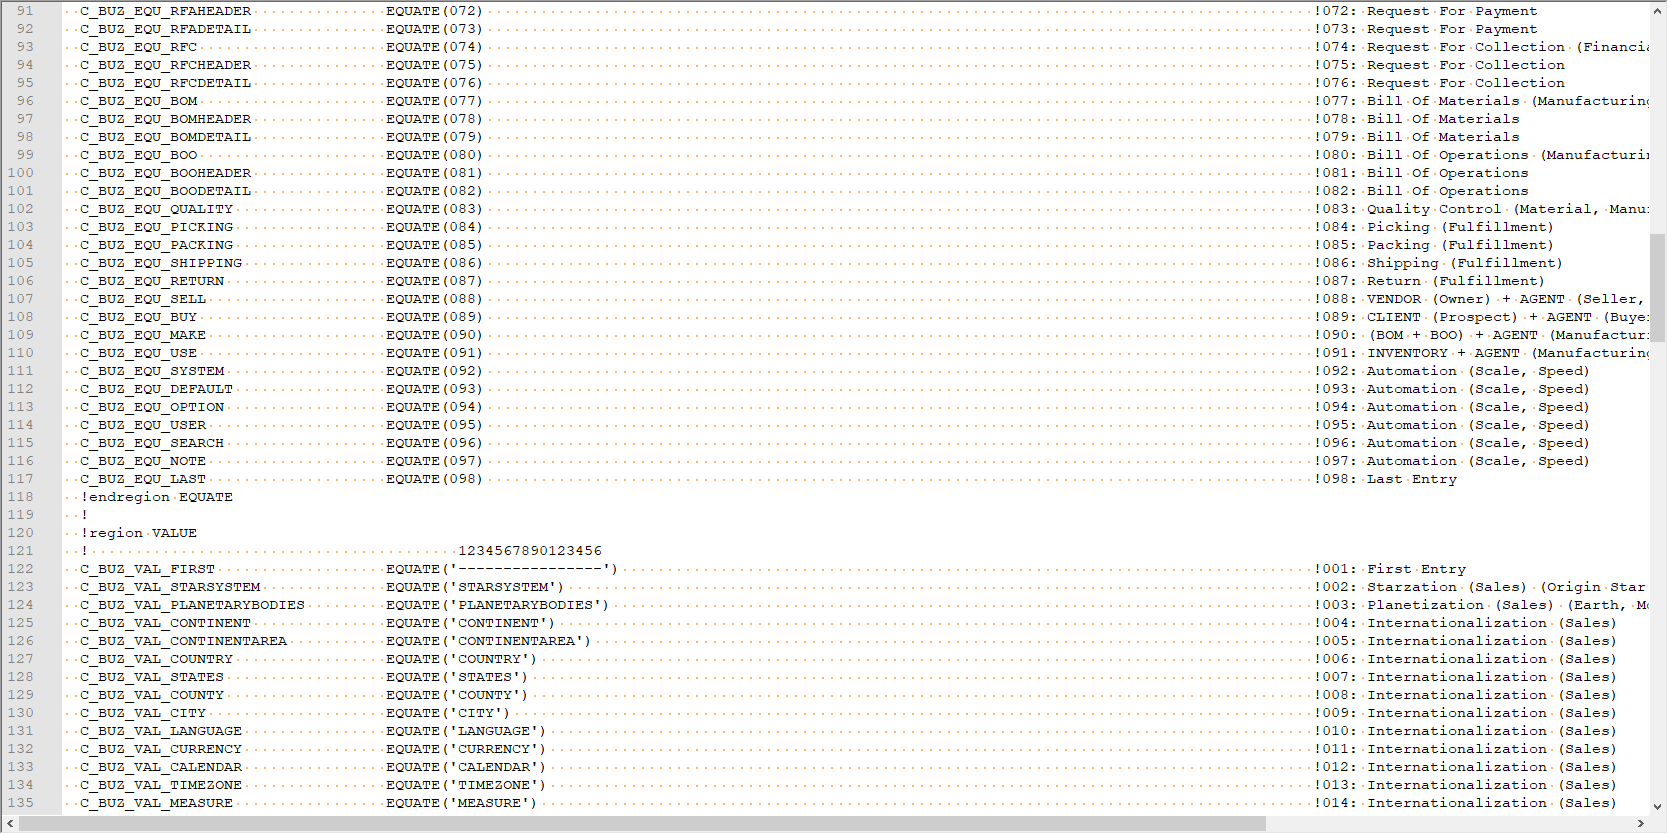 91 C_BUZ_EQU_RFAHEADER EQUATE(072) !072: Request For Payment
92 C_BUZ_EQU_RFADETAIL EQUATE(073) !073: Request For Payment
93 C_BUZ_EQU_RFC EQUATE(074) !074: Request For Collection (Financia
94 C_BUZ_EQU_RFCHEADER EQUATE(075) !075: Request For Collection
95 C_BUZ_EQU_RFCDETAIL EQUATE(076) !076: Request For Collection
96 C_BUZ_EQU_BOM EQUATE(077) !077: Bill Of Materials (Manufacturing
97 C_BUZ_EQU_BOMHEADER EQUATE(078) !078: Bill Of Materials
98 C_BUZ_EQU_BOMDETAIL EQUATE(079) !079: Bill Of Materials
99 C_BUZ_EQU_BOO EQUATE(080) !080: Bill Of Operations (Manufacturin
100 C_BUZ_EQU_BOOHEADER EQUATE(081) !081: Bill Of Operations
101 C_BUZ_EQU_BOODETAIL EQUATE(082) !082: Bill Of Operations
102 C_BUZ_EQU_QUALITY EQUATE(083) !083: Quality Control (Material, Manu
103 C_BUZ_EQU_PICKING EQUATE(084) !084: Picking (Fulfillment)
104 C_BUZ_EQU_PACKING EQUATE(085) !085: Packing (Fulfillment)
105 C_BUZ_EQU_SHIPPING EQUATE(086) !086: Shipping (Fulfillment)
106 C_BUZ_EQU_RETURN EQUATE(087) !087: Return (Fulfillment)
107 C_BUZ_EQU_SELL EQUATE(088) !088: VENDOR (Owner) + AGENT (Seller,
108 C_BUZ_EQU_BUY EQUATE(089) !089: CLIENT (Prospect) + AGENT (Buye
109 C_BUZ_EQU_MAKE EQUATE(090) !090: (BOM + BOO) + AGENT (Manufactur
110 C_BUZ_EQU_USE EQUATE(091) !091: INVENTORY + AGENT (Manufacturing
111 C_BUZ_EQU_SYSTEM EQUATE(092) !092: Automation (Scale, Speed)
112 C_BUZ_EQU_DEFAULT EQUATE(093) !093: Automation (Scale, Speed)
113 C_BUZ_EQU_OPTION EQUATE(094) !094: Automation (Scale, Speed)
114 C_BUZ_EQU_USER EQUATE(095) !095: Automation (Scale, Speed)
115 C_BUZ_EQU_SEARCH EQUATE(096) !096: Automation (Scale, Speed)
116 C_BUZ_EQU_NOTE EQUATE(097) !097: Automation (Scale, Speed)
117 C_BUZ_EQU_LAST EQUATE(098) !098: Last Entry
118 !endregion EQUATE
119 !
120 !region VALUE
121 ! 1234567890123456
122 C_BUZ_VAL_FIRST EQUATE('----------------') !001: First Entry
123 C_BUZ_VAL_STARSYSTEM EQUATE('STARSYSTEM') !002: Starzation (Sales) (Origin Star
124 C_BUZ_VAL_PLANETARYBODIES EQUATE('PLANETARYBODIES') !003: Planetization (Sales) (Earth, Mo
125 C_BUZ_VAL_CONTINENT EQUATE('CONTINENT') !004: Internationalization (Sales)
126 C_BUZ_VAL_CONTINENTAREA EQUATE('CONTINENTAREA') !005: Internationalization (Sales)
127 C_BUZ_VAL_COUNTRY EQUATE('COUNTRY') !006: Internationalization (Sales)
128 C_BUZ_VAL_STATES EQUATE('STATES') !007: Internationalization (Sales)
129 C_BUZ_VAL_COUNTY EQUATE('COUNTY') !008: Internationalization (Sales)
130 C_BUZ_VAL_CITY EQUATE('CITY') !009: Internationalization (Sales)
131 C_BUZ_VAL_LANGUAGE EQUATE('LANGUAGE') !010: Internationalization (Sales)
132 C_BUZ_VAL_CURRENCY EQUATE('CURRENCY') !011: Internationalization (Sales)
133 C_BUZ_VAL_CALENDAR EQUATE('CALENDAR') !012: Internationalization (Sales)
134 C_BUZ_VAL_TIMEZONE EQUATE('TIMEZONE') !013: Internationalization (Sales)
135 C_BUZ_VAL_MEASURE EQUATE('MEASURE') !014: Internationalization (Sales)